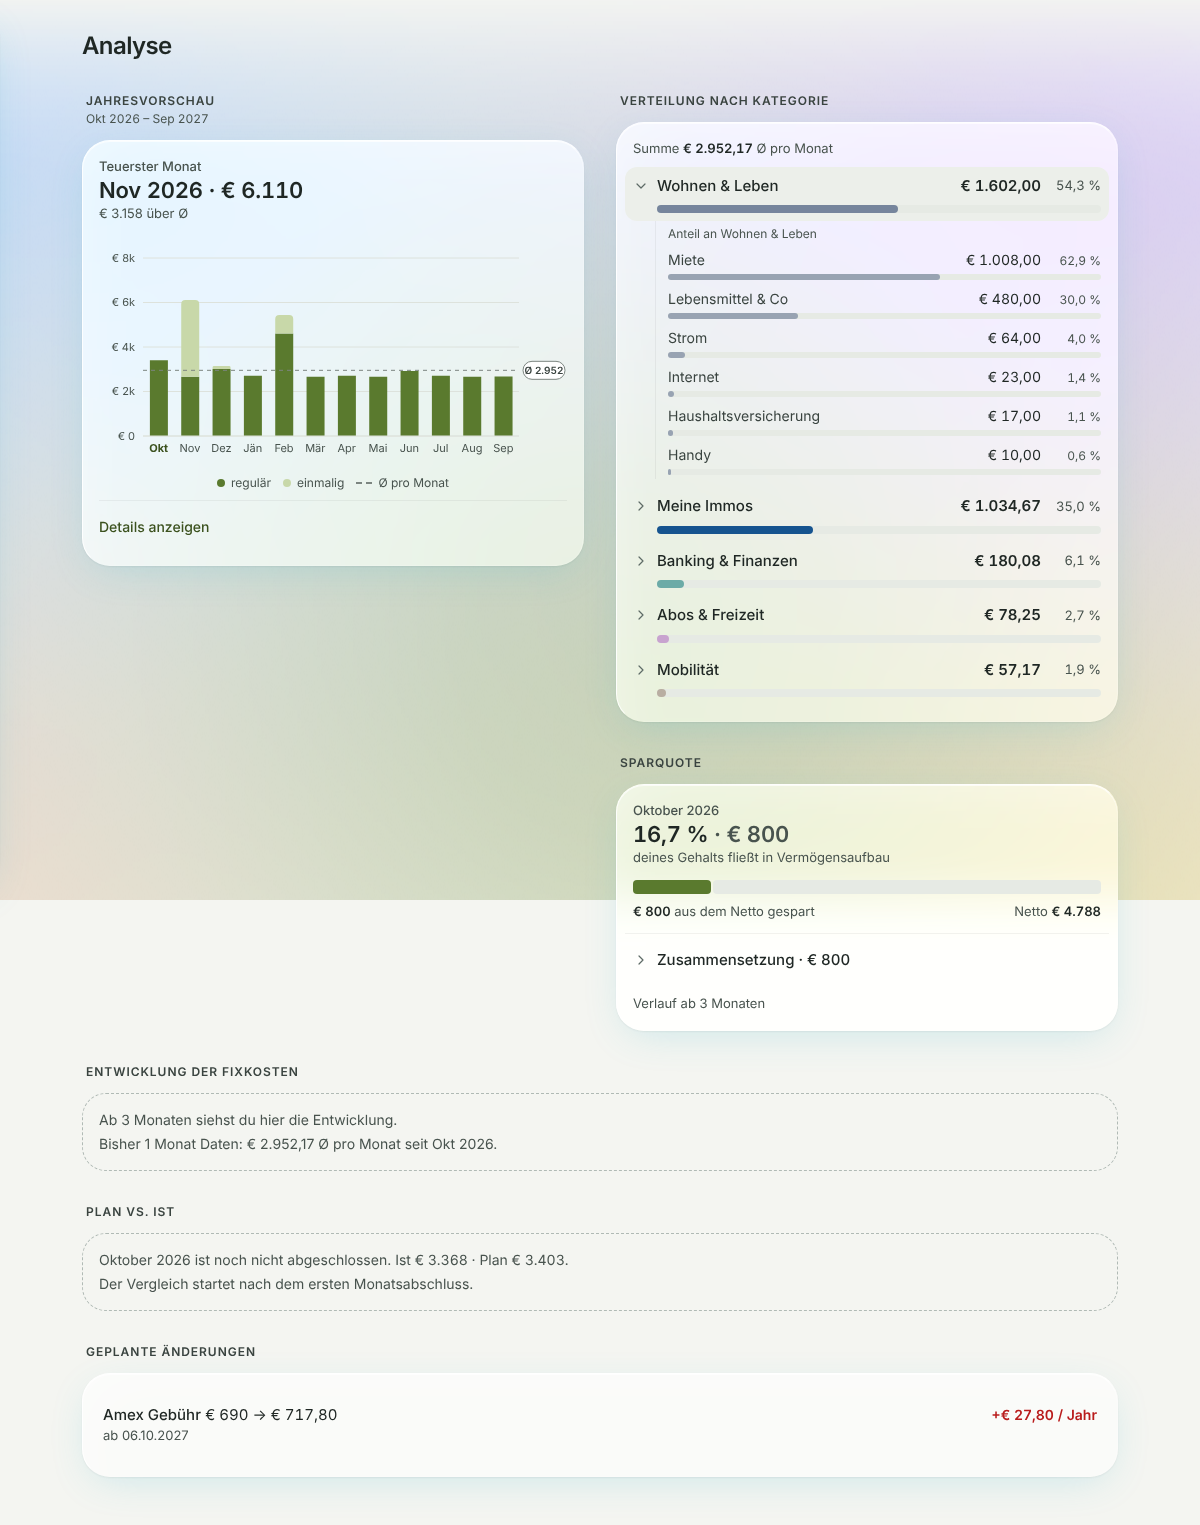 Analyse
JAHRESVORSCHAU
Okt 2026 – Sep 2027
Teuerster Monat
Nov 2026 · € 6.110
€ 3.158 über Ø
€ 8k
€ 6k
€ 4k
€ 2k
€ 0
Ø 2.952
Okt Nov Dez Jän Feb Mär Apr Mai Jun Jul Aug Sep
regulär einmalig Ø pro Monat
Details anzeigen
VERTEILUNG NACH KATEGORIE
Summe € 2.952,17 Ø pro Monat
Wohnen & Leben € 1.602,00 54,3 %
Anteil an Wohnen & Leben
Miete € 1.008,00 62,9 %
Lebensmittel & Co € 480,00 30,0 %
Strom € 64,00 4,0 %
Internet € 23,00 1,4 %
Haushaltsversicherung € 17,00 1,1 %
Handy € 10,00 0,6 %
Meine Immos € 1.034,67 35,0 %
Banking & Finanzen € 180,08 6,1 %
Abos & Freizeit € 78,25 2,7 %
Mobilität € 57,17 1,9 %
SPARQUOTE
Oktober 2026
16,7 % · € 800
deines Gehalts fließt in Vermögensaufbau
€ 800 aus dem Netto gespart Netto € 4.788
Zusammensetzung · € 800
Verlauf ab 3 Monaten
ENTWICKLUNG DER FIXKOSTEN
Ab 3 Monaten siehst du hier die Entwicklung.
Bisher 1 Monat Daten: € 2.952,17 Ø pro Monat seit Okt 2026.
PLAN VS. IST
Oktober 2026 ist noch nicht abgeschlossen. Ist € 3.368 · Plan € 3.403.
Der Vergleich startet nach dem ersten Monatsabschluss.
GEPLANTE ÄNDERUNGEN
Amex Gebühr € 690 → € 717,80 +€ 27,80 / Jahr
ab 06.10.2027